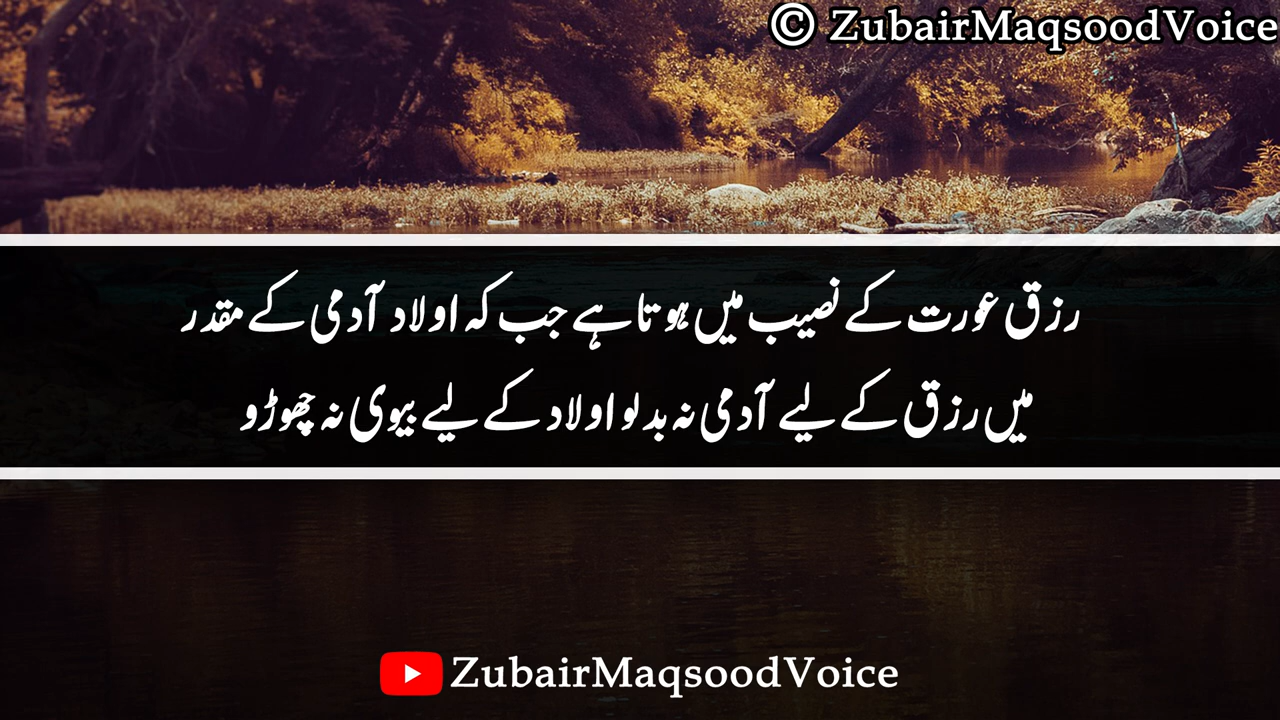 © ZubairMaqsoodVoice
رزق عورت کے نصیب میں ہوتا ہے جب کہ اولاد آدمی کے مقدر
میں رزق کے لیے آدمی نہ بدلو اولاد کے لیے بیوی نہ چھوڑو
ZubairMaqsoodVoice